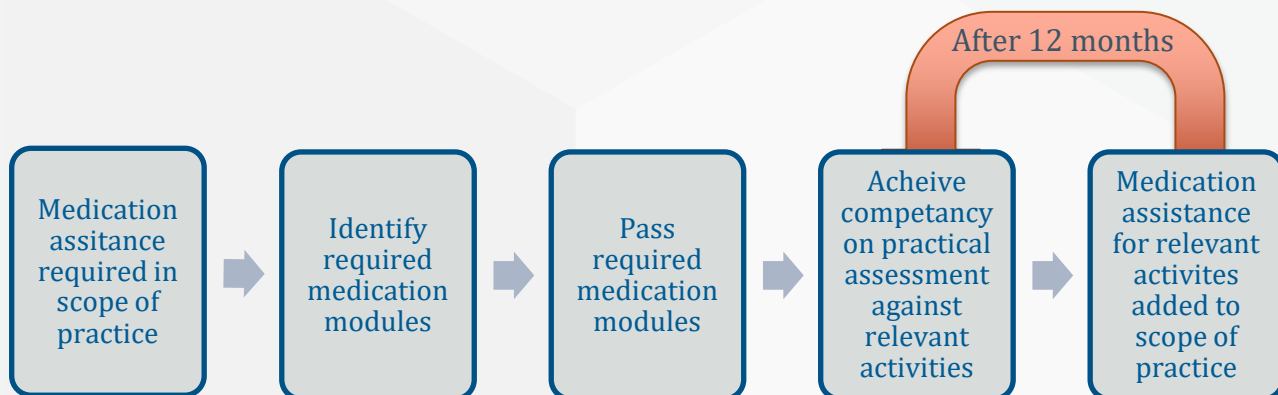 After 12 months
Medication
assitance
required in
scope of
practice
Identify
required
medication
modules
Pass
required
medication
modules
Acheive
competancy
on practical
assessment
against
relevant
activities
Medication
assistance
for relevant
activites
added to
scope of
practice